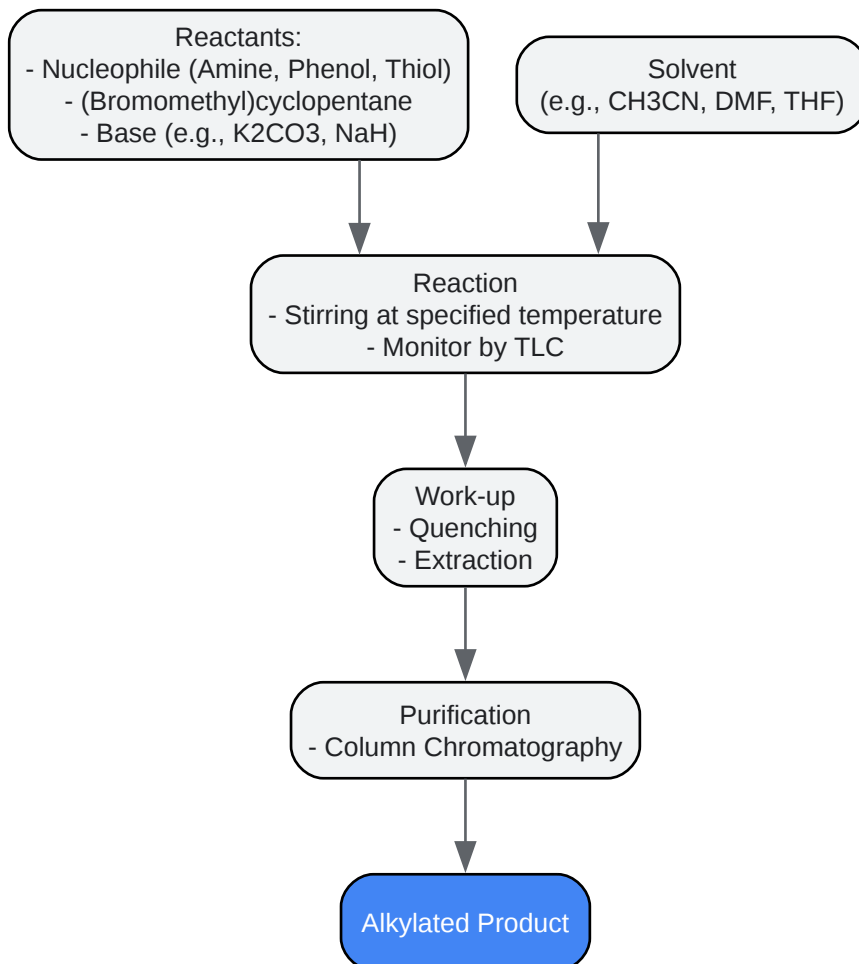 Reactants:
- Nucleophile (Amine, Phenol, Thiol)
- (Bromomethyl)cyclopentane
- Base (e.g., K2CO3, NaH)
Solvent
(e.g., CH3CN, DMF, THF)
Reaction
- Stirring at specified temperature
- Monitor by TLC
Work-up
- Quenching
- Extraction
Purification
- Column Chromatography
Alkylated Product